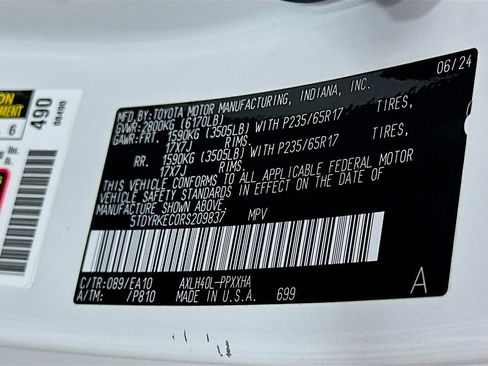 ON
EMENT
6
490
MFD.BY:TOYOTA MOTOR MANUFACTURING, INDIANA, INC. 06/24
GVWR:2800KG (6170LB)
GAWR:FRT. 1590KG (3505LB) WITH P235/65R17 TIRES,
17X7J RIMS
RR. 1590KG (3505LB) WITH P235/65R17 TIRES,
17X7J RIMS
THIS VEHICLE CONFORMS TO ALL APPLICABLE FEDERAL MOTOR
VEHICLE SAFETY STANDARDS IN EFFECT ON THE DATE OF
MANUFACTURE SHOWN ABOVE.
5TDYRKEC0RS209837 MPV
C/TR:089/EA10 AXLH40L-PPXXHA
A/TM: /P810 MADE IN U.S.A. 699 A